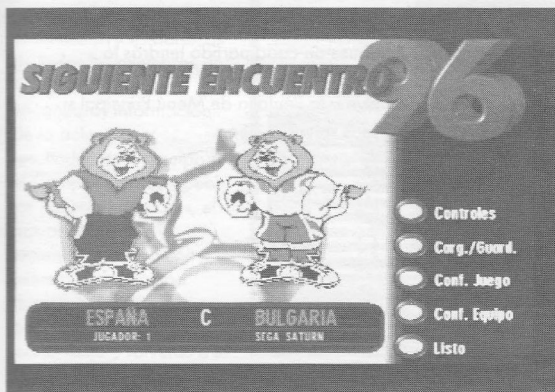 SIGUIENTE ENCUENTRO
96
Controles
Carg./Guard.
Conf. Juego
Conf. Equipo
Listo
ESPAÑA C BULGARIA
JUGADOR: 1 SEGA SATURN